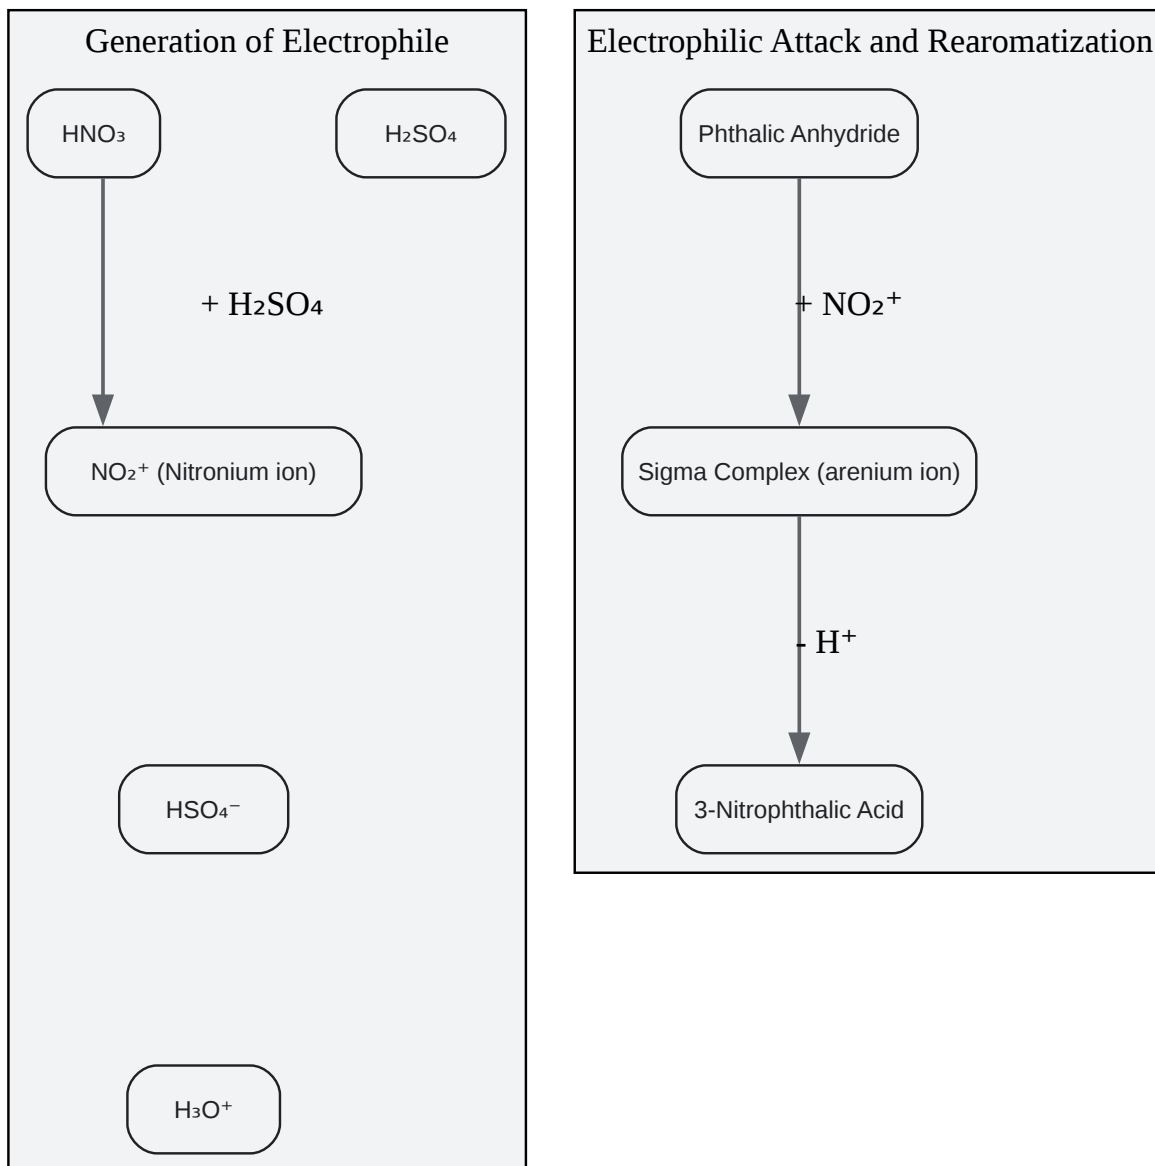 Generation of Electrophile
HNO₃
H₂SO₄
+ H₂SO₄
NO₂⁺ (Nitronium ion)
HSO₄⁻
H₃O⁺
Electrophilic Attack and Rearomatization
Phthalic Anhydride
+ NO₂⁺
Sigma Complex (arenium ion)
- H⁺
3-Nitrophthalic Acid